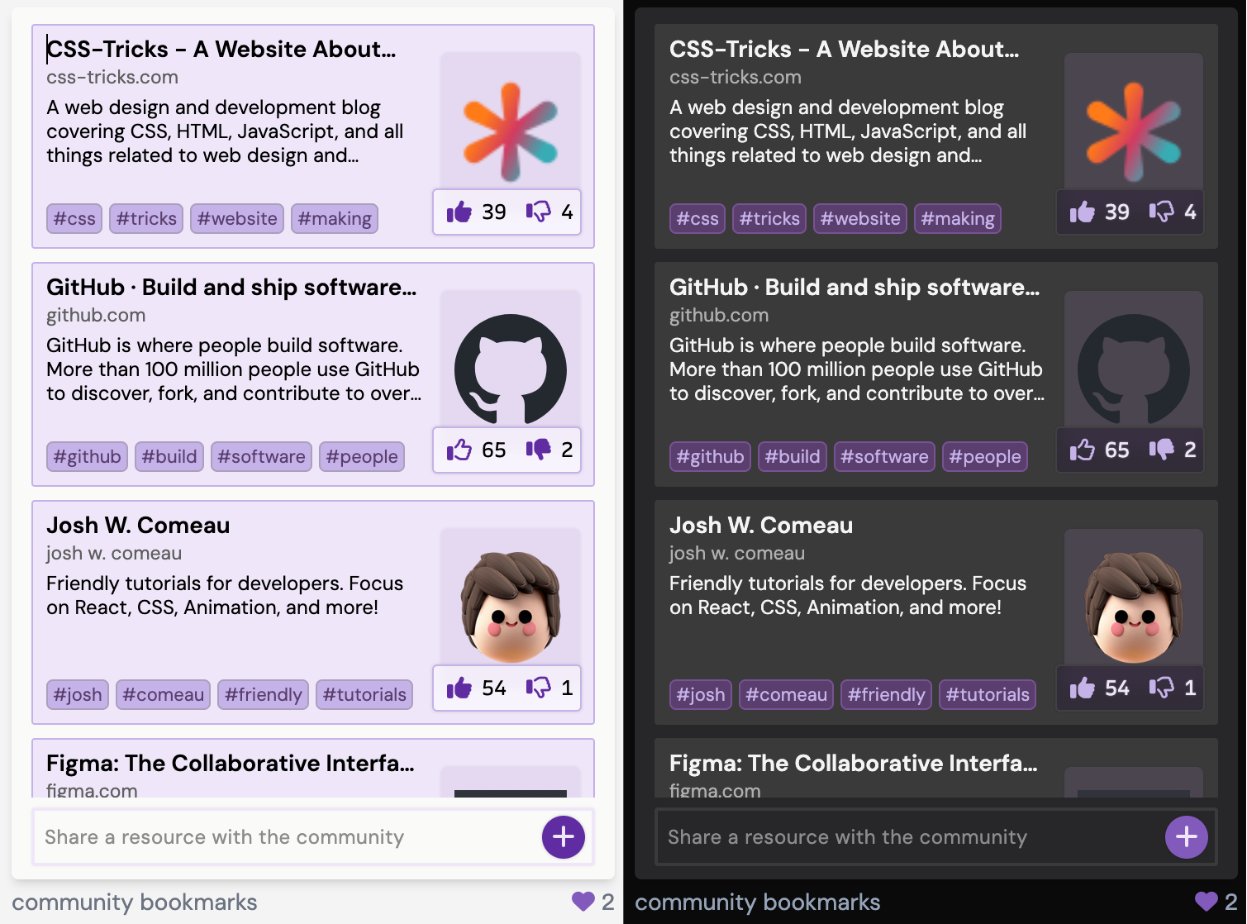 CSS-Tricks - A Website About...
css-tricks.com
A web design and development blog
covering CSS, HTML, JavaScript, and all
things related to web design and...
#css #tricks #website #making
39 4
GitHub · Build and ship software...
github.com
GitHub is where people build software.
More than 100 million people use GitHub
to discover, fork, and contribute to over...
#github #build #software #people
65 2
Josh W. Comeau
josh w. comeau
Friendly tutorials for developers. Focus
on React, CSS, Animation, and more!
#josh #comeau #friendly #tutorials
54 1
Figma: The Collaborative Interfa...
figma.com
Share a resource with the community
community bookmarks
2
CSS-Tricks - A Website About...
css-tricks.com
A web design and development blog
covering CSS, HTML, JavaScript, and all
things related to web design and...
#css #tricks #website #making
39 4
GitHub · Build and ship software...
github.com
GitHub is where people build software.
More than 100 million people use GitHub
to discover, fork, and contribute to over...
#github #build #software #people
65 2
Josh W. Comeau
josh w. comeau
Friendly tutorials for developers. Focus
on React, CSS, Animation, and more!
#josh #comeau #friendly #tutorials
54 1
Figma: The Collaborative Interfa...
figma.com
Share a resource with the community
community bookmarks
2